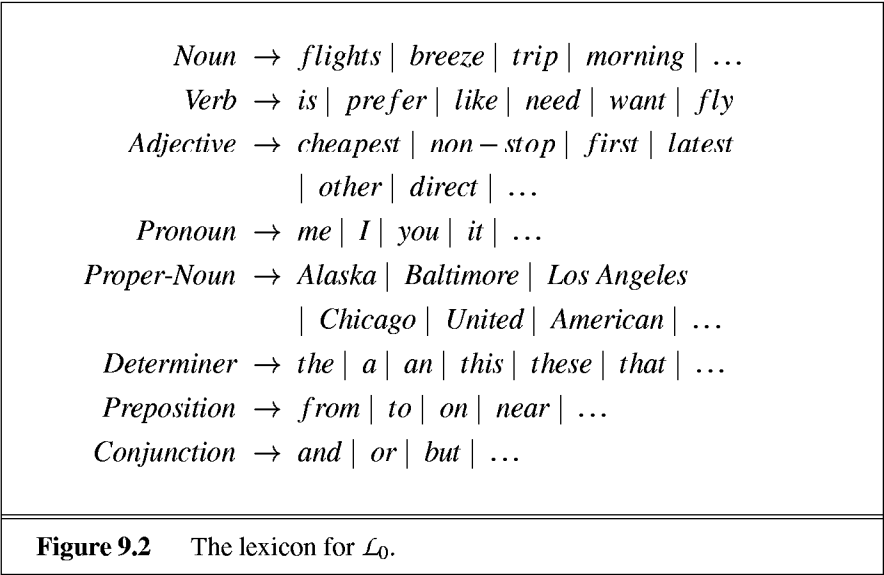 Noun → flights | breeze | trip | morning | …
Verb → is | prefer | like | need | want | fly
Adjective → cheapest | non − stop | first | latest
| other | direct | …
Pronoun → me | I | you | it | …
Proper-Noun → Alaska | Baltimore | Los Angeles
| Chicago | United | American | …
Determiner → the | a | an | this | these | that | …
Preposition → from | to | on | near | …
Conjunction → and | or | but | …
Figure 9.2 The lexicon for ℒ₀.